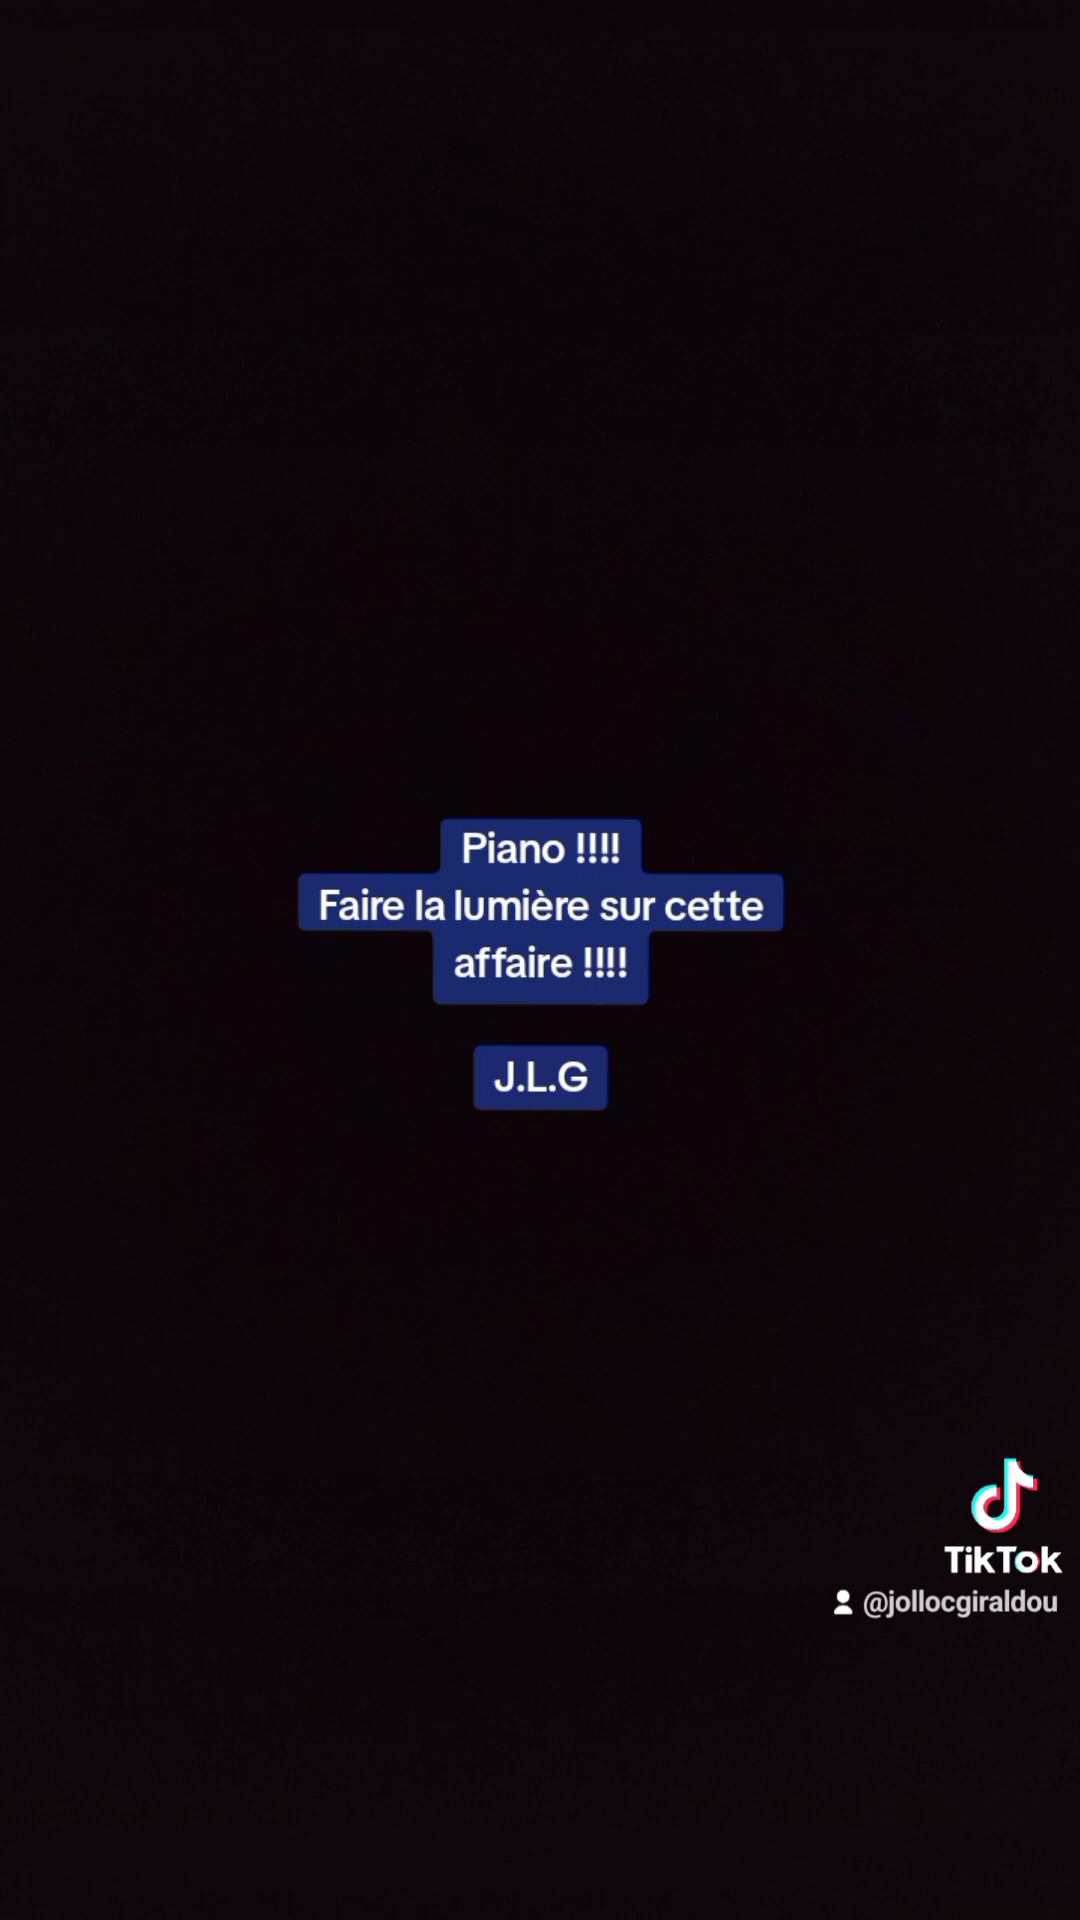 Piano !!!!
Faire la lumière sur cette
affaire !!!!
J.L.G
TikTok
@jollocgiraldou